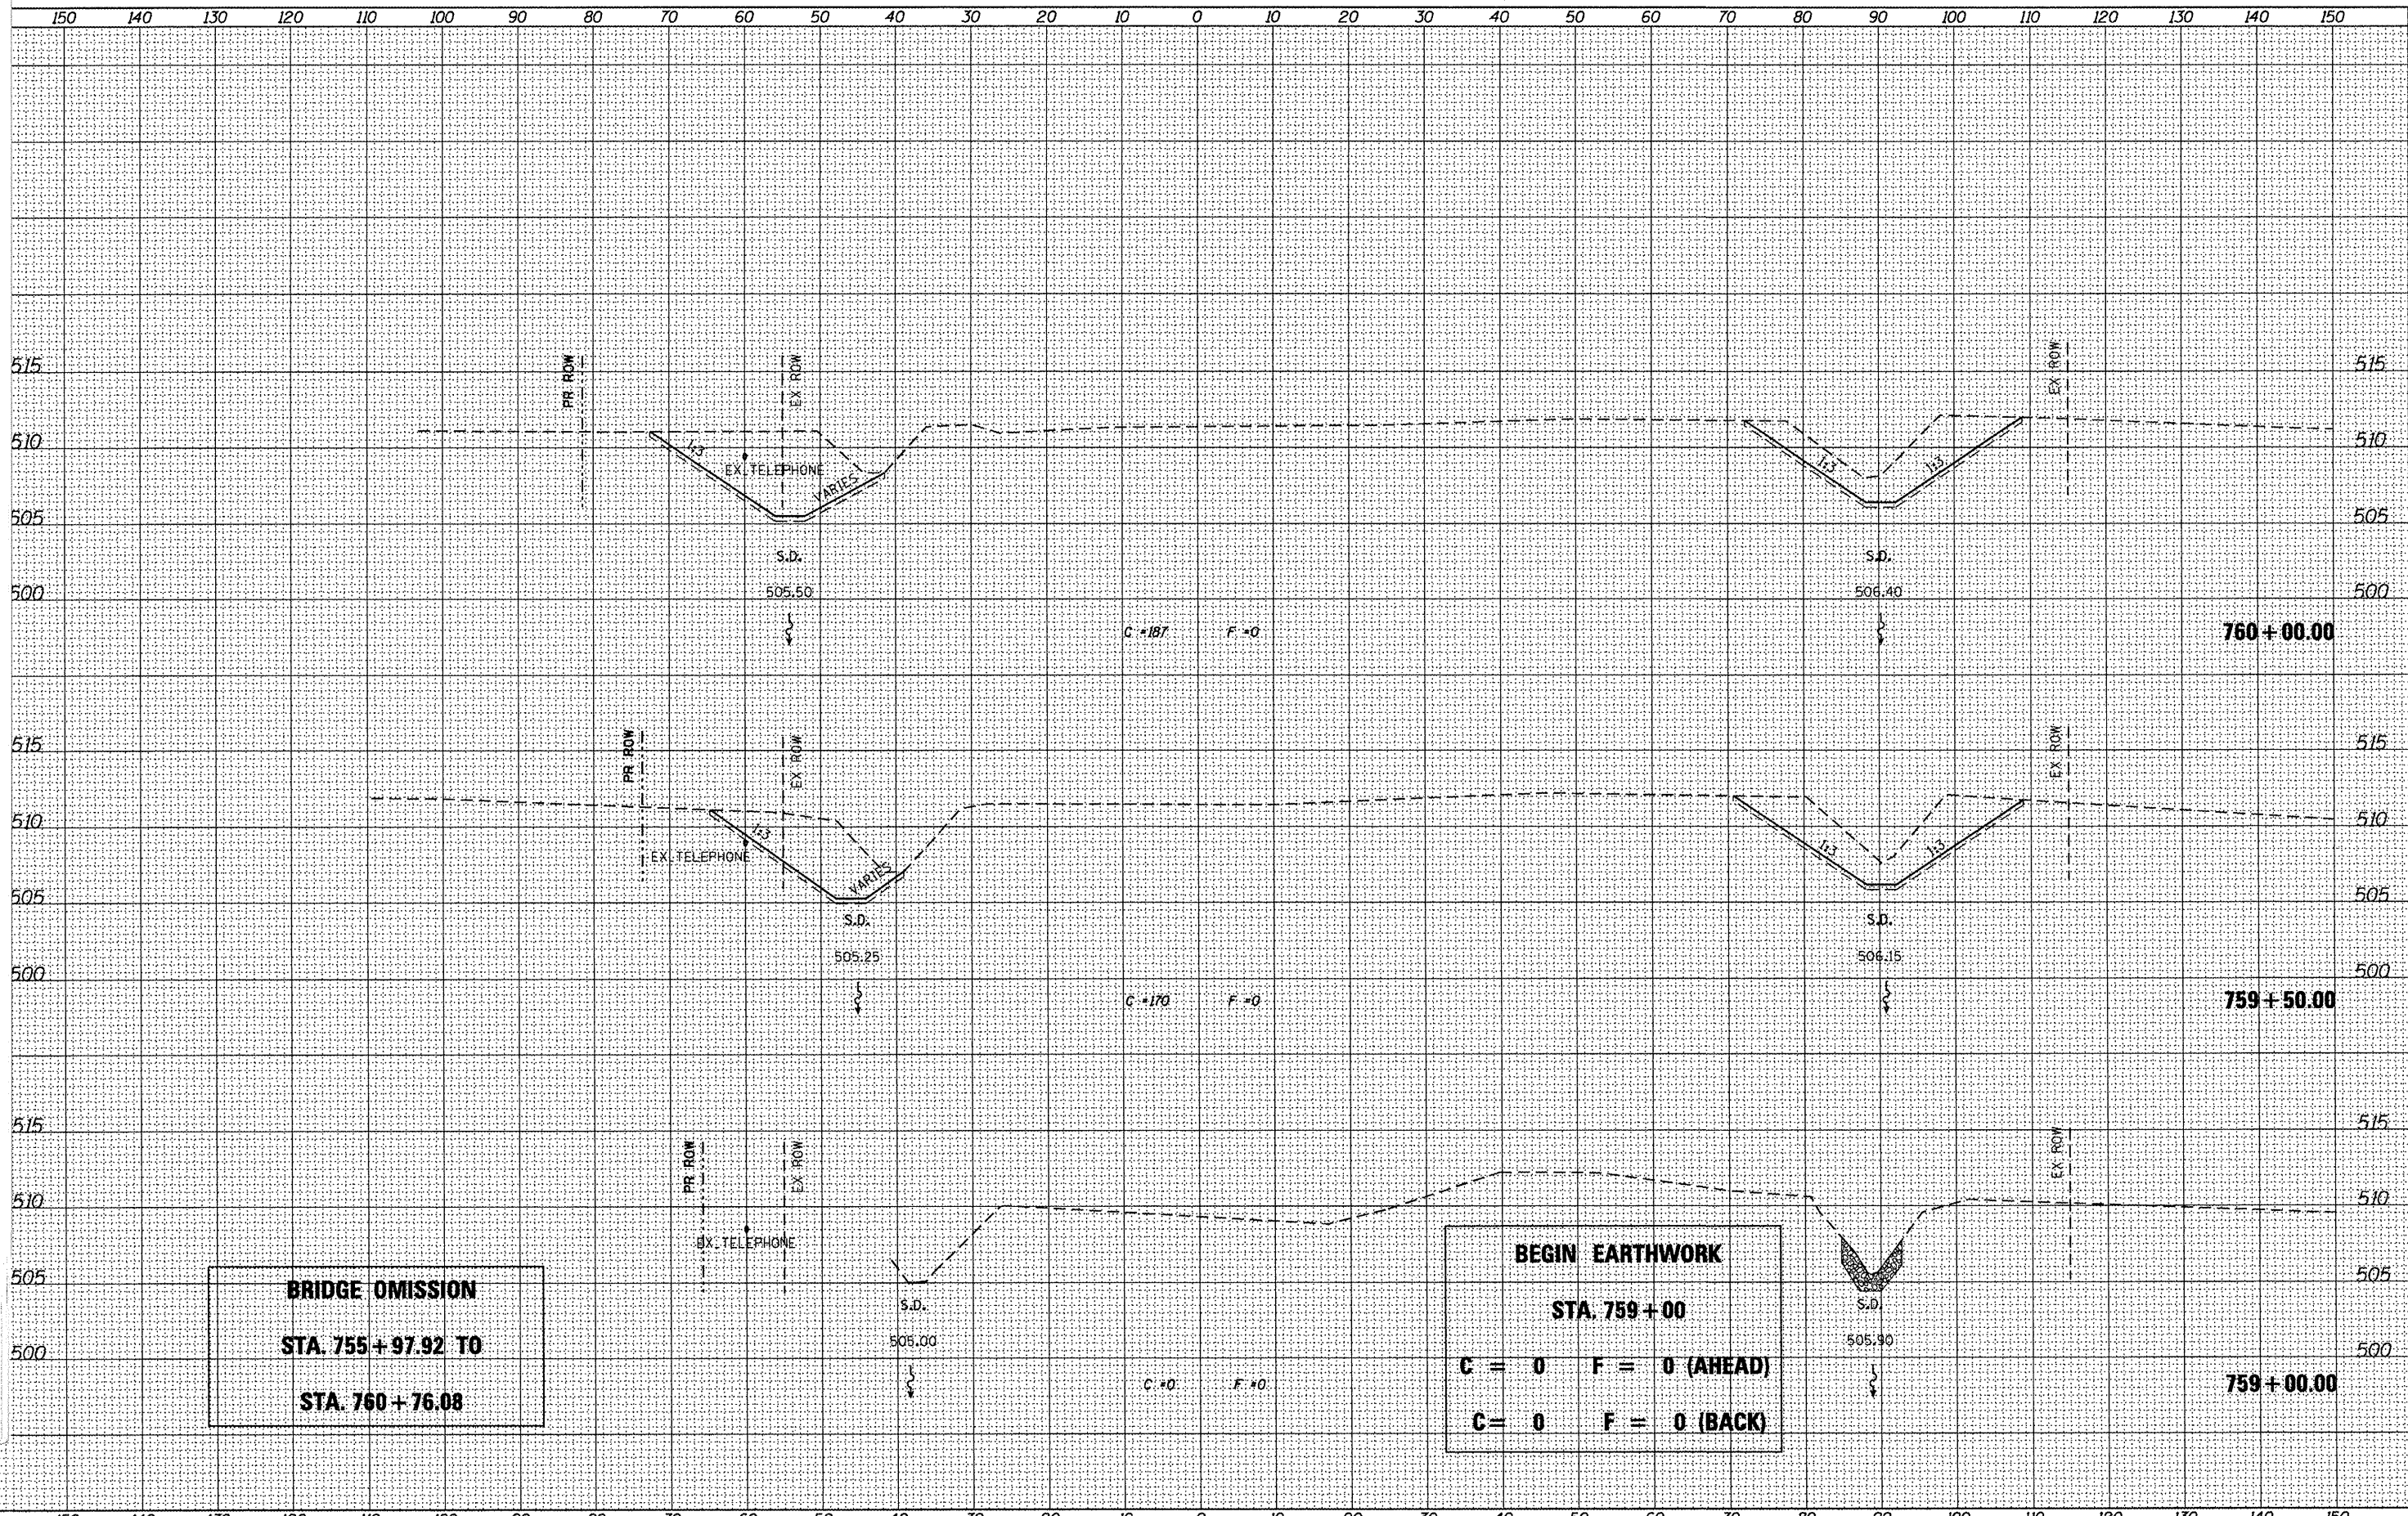 150 140 130 120 110 100 90 80 70 60 50 40 30 20 10 0 10 20 30 40 50 60 70 80 90 100 110 120 130 140 150
515 PR ROW EX ROW EX ROW 515
510 1:3 EX_TELEPHONE VARIES 1:3 1:3 510
505 505
S.D. S.D.
500 505.50 506.40 500
C =187 F =0 760+00.00
515 PR ROW EX ROW EX ROW 515
510 1:3 EX_TELEPHONE VARIES 1:3 1:3 510
505 505
S.D. S.D.
505.25 506.15
500 500
C =170 F =0 759+50.00
515 515
PR ROW EX ROW EX ROW
510 510
EX_TELEPHONE
505 505
S.D. S.D.
505.00 505.90
500 500
C =0 F =0 759+00.00
BRIDGE OMISSION
STA. 755+97.92 TO
STA. 760+76.08
BEGIN EARTHWORK
STA. 759+00
C = 0 F = 0 (AHEAD)
C= 0 F = 0 (BACK)